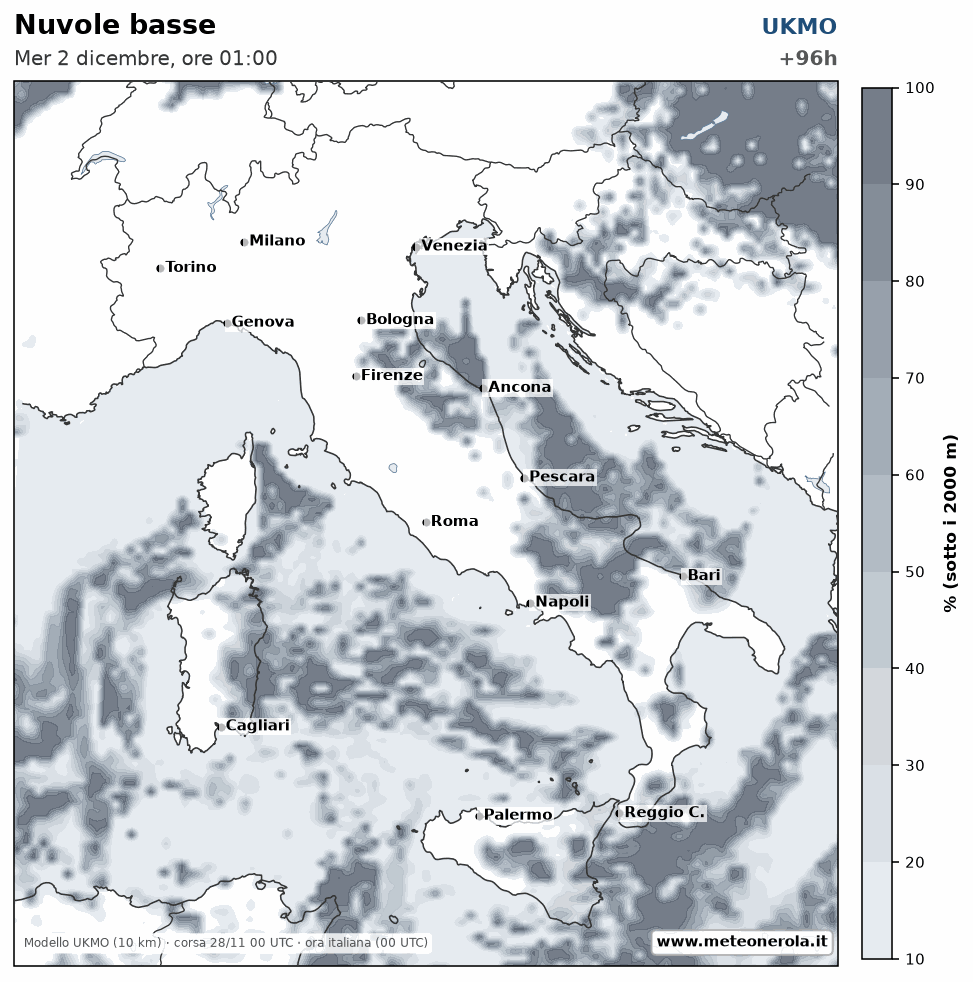 Nuvole basse
UKMO
Mer 2 dicembre, ore 01:00
+96h
100
90
80
70
60
50
40
30
20
10
% (sotto i 2000 m)
Milano
Venezia
Torino
Genova
Bologna
Firenze
Ancona
Pescara
Roma
Bari
Napoli
Cagliari
Palermo
Reggio C.
Modello UKMO (10 km) · corsa 28/11 00 UTC · ora italiana (00 UTC)
www.meteonerola.it